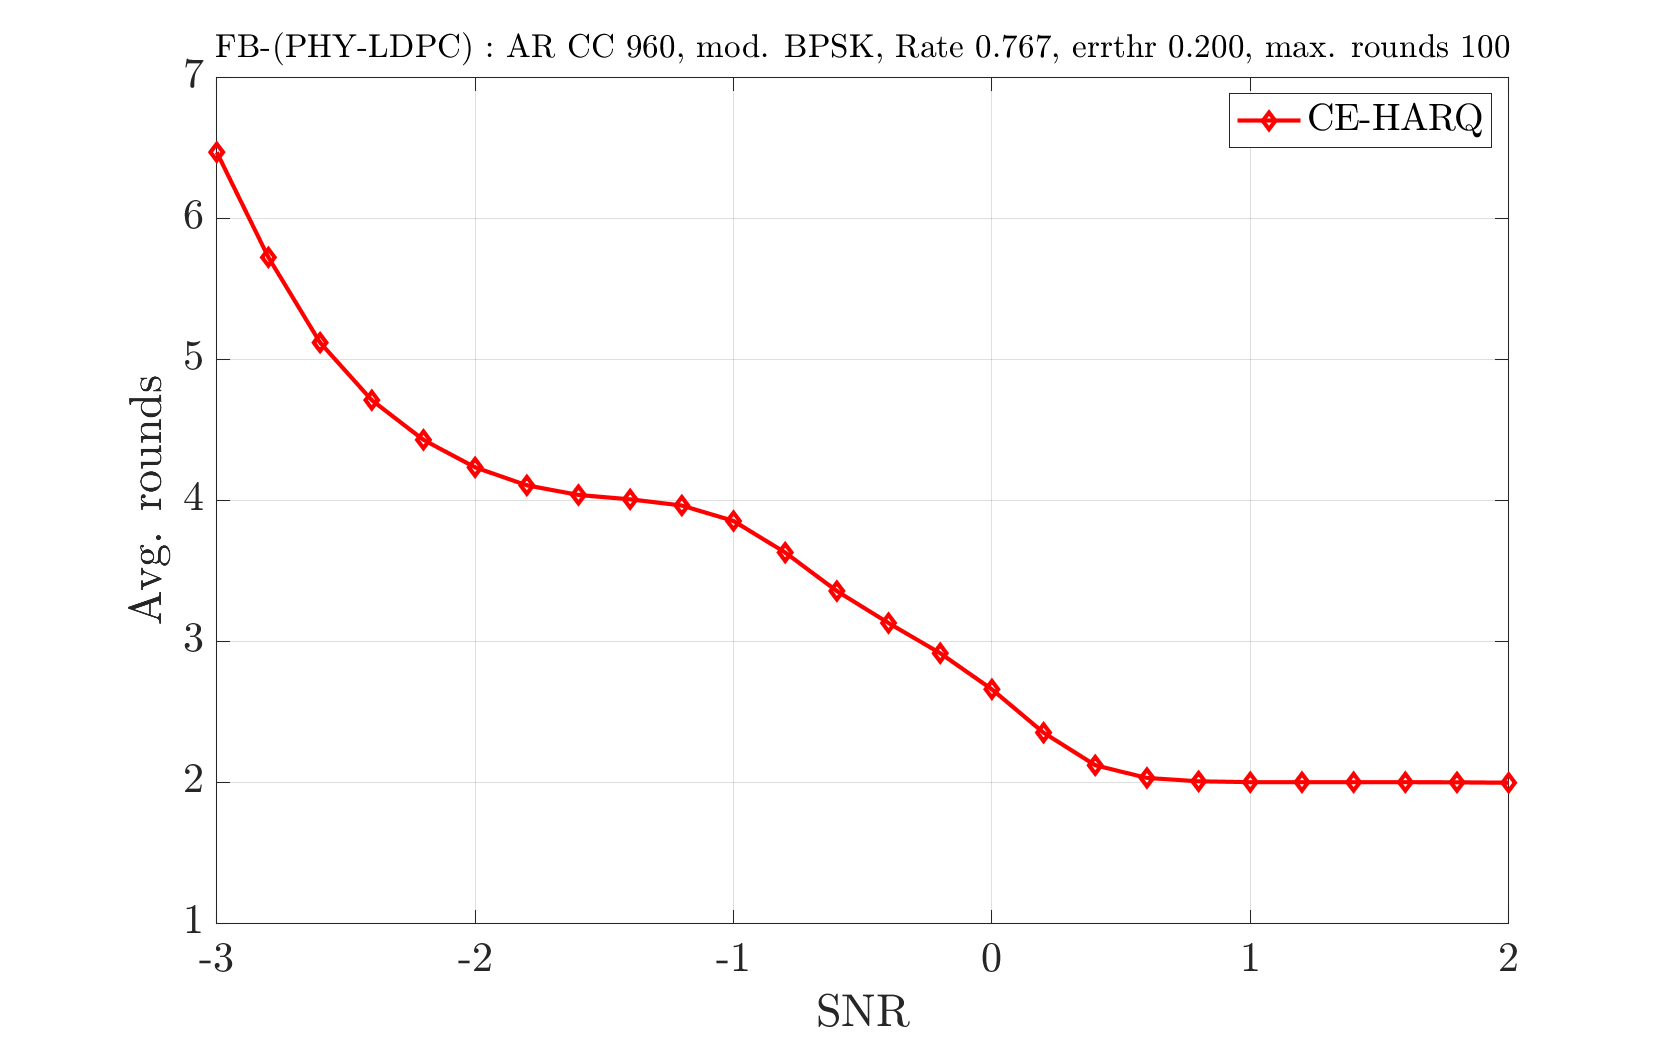 FB-(PHY-LDPC) : AR CC 960, mod. BPSK, Rate 0.767, errthr 0.200, max. rounds 100
CE-HARQ
7
6
5
4
3
2
1
Avg. rounds
-3 -2 -1 0 1 2
SNR